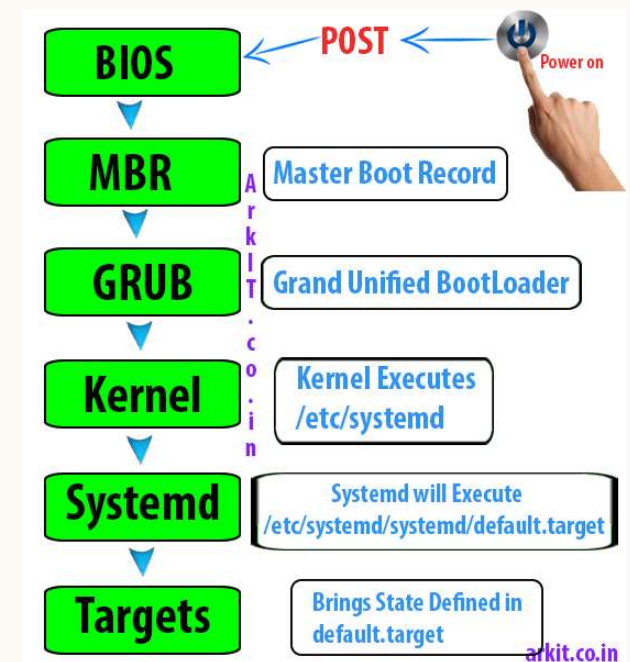 POST
Power on
BIOS
MBR
Master Boot Record
GRUB
Grand Unified BootLoader
ArkIT.co.in
Kernel
Kernel Executes
/etc/systemd
Systemd
Systemd will Execute
/etc/systemd/systemd/default.target
Targets
Brings State Defined in
default.target
arkit.co.in